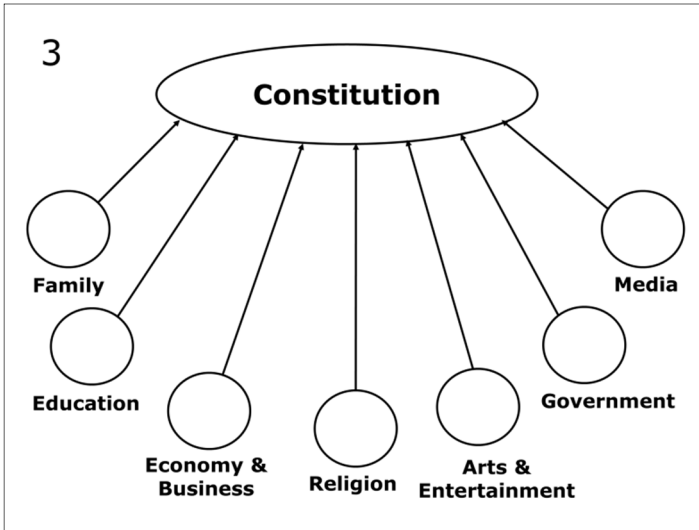 3
Constitution
Family
Media
Education
Government
Economy &
Business
Religion
Arts &
Entertainment